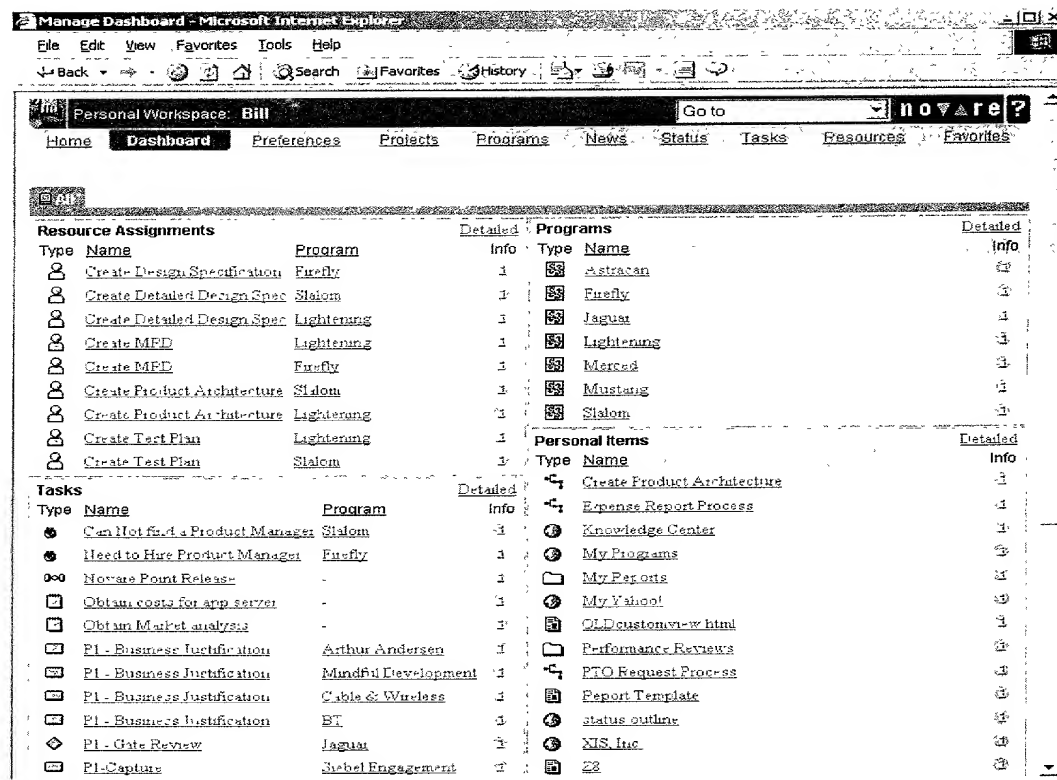 Manage Dashboard - Microsoft Internet Explorer
File Edit View Favorites Tools Help
Back Search Favorites History
Personal Workspace: Bill Go to novare ?
Home Dashboard Preferences Projects Programs News Status Tasks Resources Favorites
All
Resource Assignments Detailed
Type Name Program Info
Create Design Specification Firefly
Create Detailed Design Spec Slalom
Create Detailed Design Spec Lightening
Create MRD Lightening
Create MRD Firefly
Create Product Architecture Slalom
Create Product Architecture Lightening
Create Test Plan Lightening
Create Test Plan Slalom
Tasks Detailed
Type Name Program Info
Can Not find a Product Manager Slalom
Need to Hire Product Manager Firefly
Novare Point Release -
Obtain costs for app server -
Obtain Market analysis -
P1 - Business Justification Arthur Andersen
P1 - Business Justification Mindful Development
P1 - Business Justification Cable & Wireless
P1 - Business Justification BT
P1 - Gate Review Jaguar
P1-Capture Siebel Engagement
Programs Detailed
Type Name Info
Astracan
Firefly
Jaguar
Lightening
Merced
Mustang
Slalom
Personal Items Detailed
Type Name Info
Create Product Architecture
Expense Report Process
Knowledge Center
My Programs
My Reports
My Yahoo!
OLDcustomview.html
Performance Reviews
PTO Request Process
Report Template
status outline
XIS, Inc
Z8